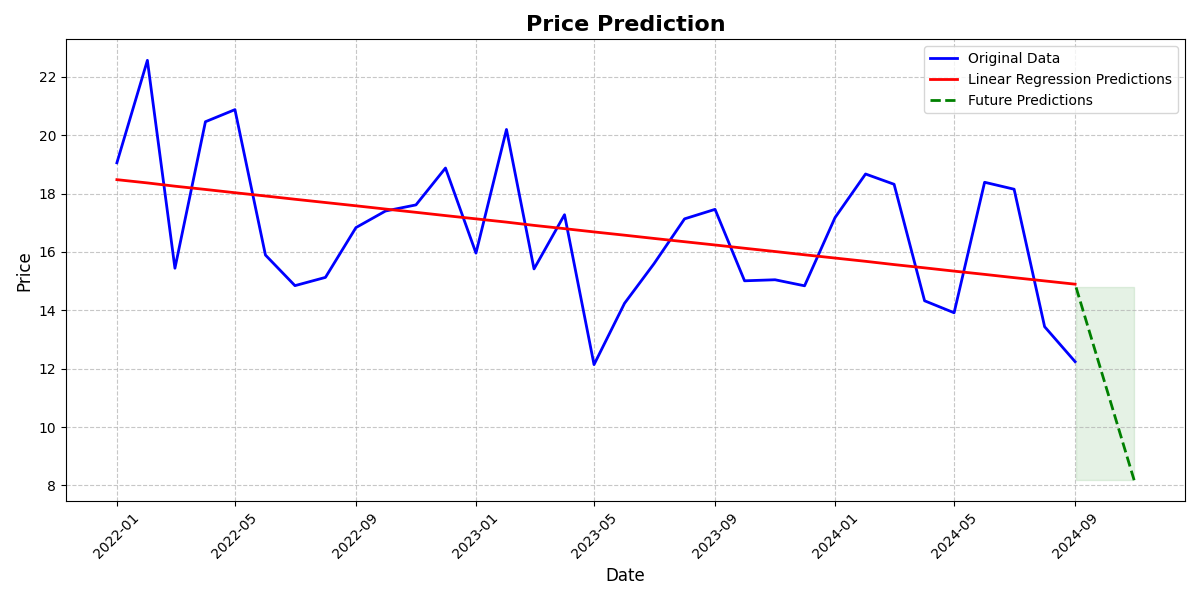 Price Prediction
Original Data
Linear Regression Predictions
Future Predictions
Price
22
20
18
16
14
12
10
8
2022-01
2022-05
2022-09
2023-01
2023-05
2023-09
2024-01
2024-05
2024-09
Date